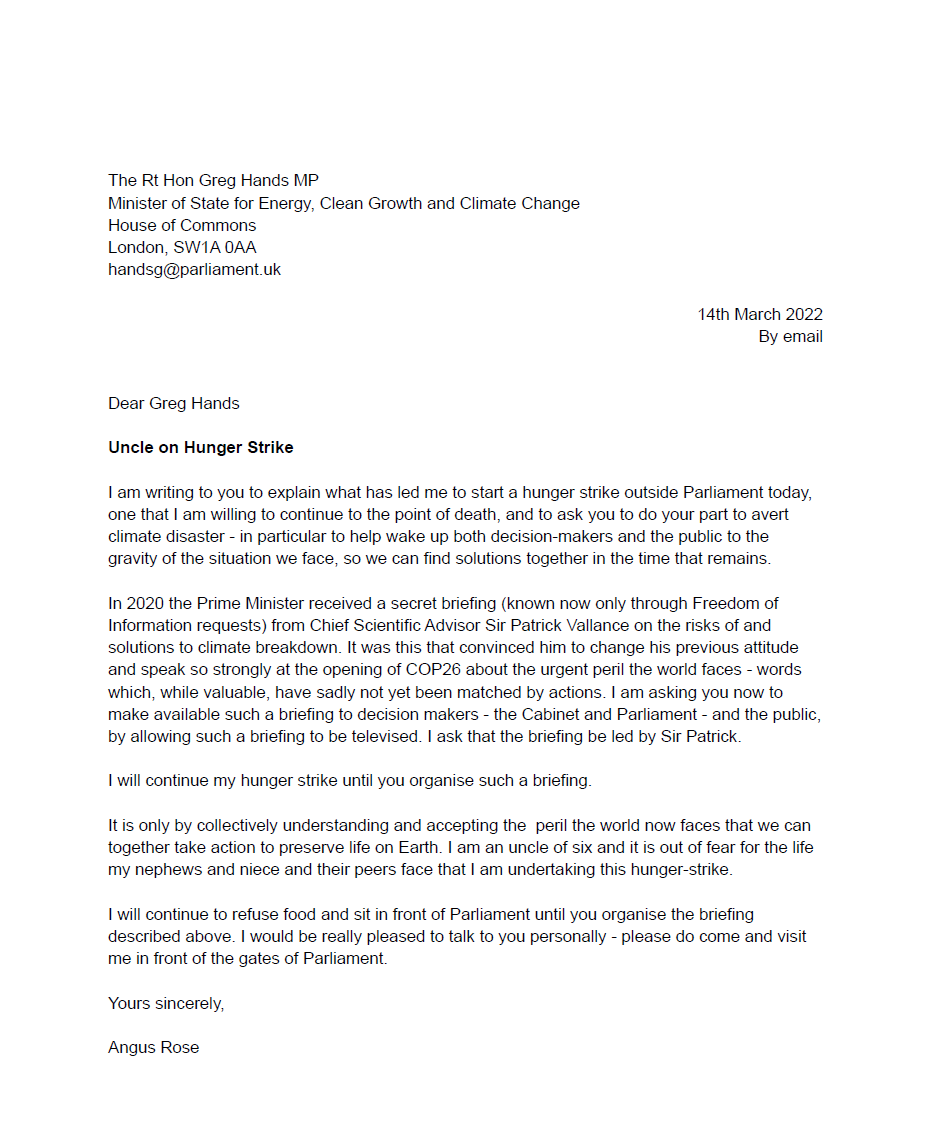 The Rt Hon Greg Hands MP
Minister of State for Energy, Clean Growth and Climate Change
House of Commons
London, SW1A 0AA
handsg@parliament.uk
14th March 2022
By email
Dear Greg Hands
Uncle on Hunger Strike
I am writing to you to explain what has led me to start a hunger strike outside Parliament today,
one that I am willing to continue to the point of death, and to ask you to do your part to avert
climate disaster - in particular to help wake up both decision-makers and the public to the
gravity of the situation we face, so we can find solutions together in the time that remains.
In 2020 the Prime Minister received a secret briefing (known now only through Freedom of
Information requests) from Chief Scientific Advisor Sir Patrick Vallance on the risks of and
solutions to climate breakdown. It was this that convinced him to change his previous attitude
and speak so strongly at the opening of COP26 about the urgent peril the world faces - words
which, while valuable, have sadly not yet been matched by actions. I am asking you now to
make available such a briefing to decision makers - the Cabinet and Parliament - and the public,
by allowing such a briefing to be televised. I ask that the briefing be led by Sir Patrick.
I will continue my hunger strike until you organise such a briefing.
It is only by collectively understanding and accepting the  peril the world now faces that we can
together take action to preserve life on Earth. I am an uncle of six and it is out of fear for the life
my nephews and niece and their peers face that I am undertaking this hunger-strike.
I will continue to refuse food and sit in front of Parliament until you organise the briefing
described above. I would be really pleased to talk to you personally - please do come and visit
me in front of the gates of Parliament.
Yours sincerely,
Angus Rose